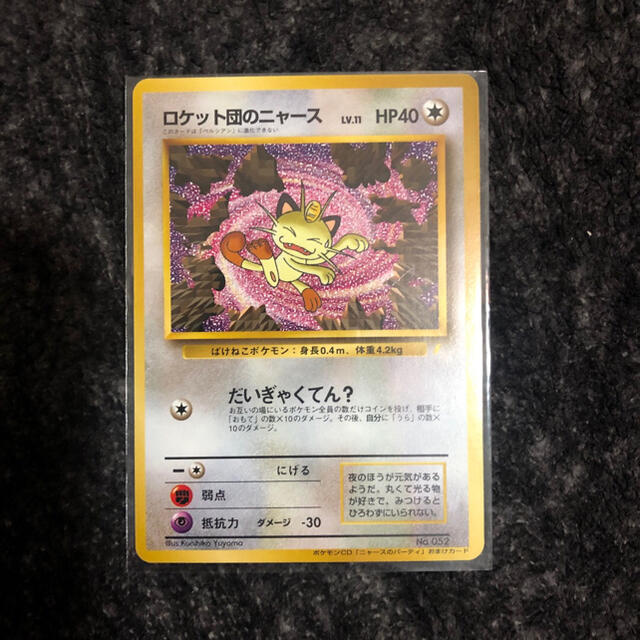 ロケット団のニャース LV.11 HP40
このカードは「ペルシアン」に進化できない
ばけねこポケモン：身長0.4m、体重4.2kg
だいぎゃくてん？
お互いの場にいるポケモン全員の数だけコインを投げ、相手に
「おもて」の数×10のダメージ。その後、自分に「うら」の数×
10のダメージ。
にげる
弱点
抵抗力 ダメージ -30
夜のほうが元気がある
ようだ。丸くて光る物
が好きで、みつけると
ひろわずにいられない。
Illus.Kunihiko Yuyama
No.052
ポケモンCD「ニャースのパーティ」おまけカード